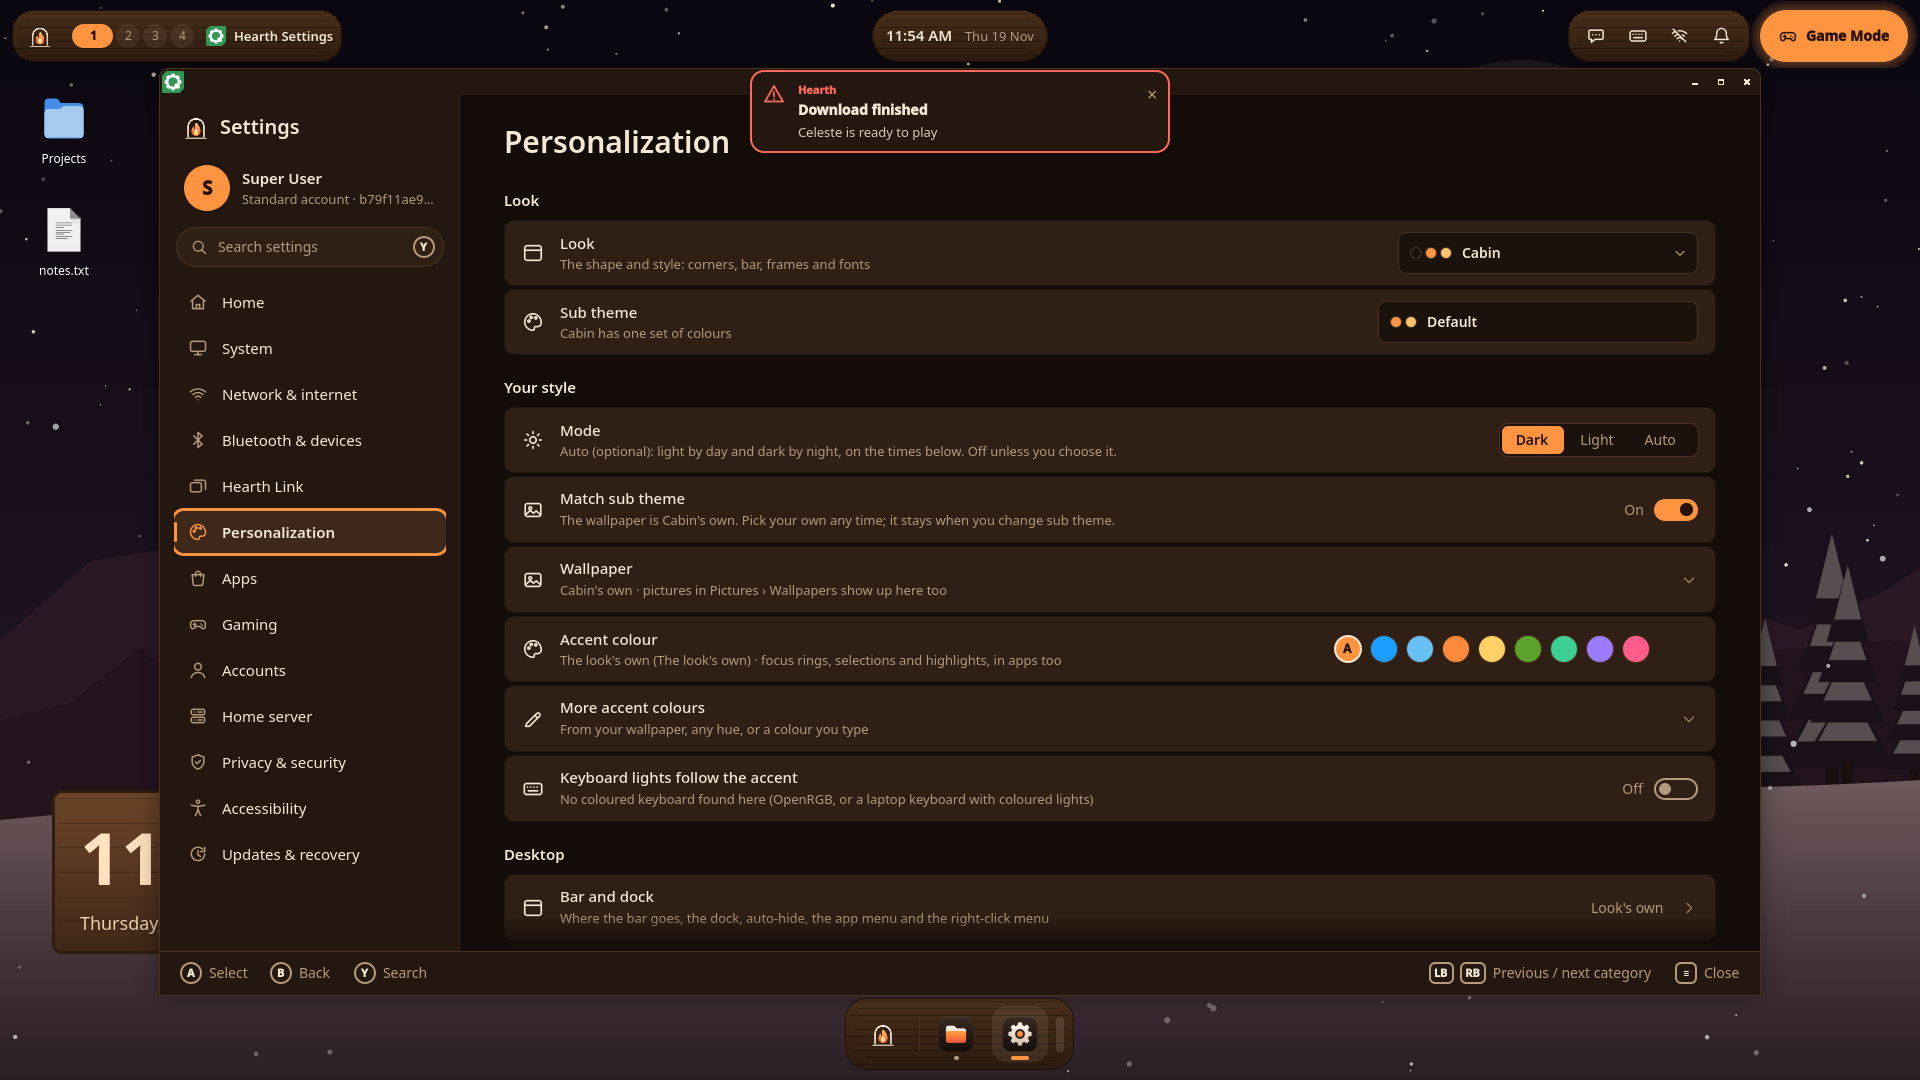 1 2 3 4 Hearth Settings
11:54 AM Thu 19 Nov
Game Mode
Projects
notes.txt
Hearth
Download finished
Celeste is ready to play
Settings
S
Super User
Standard account · b79f11ae9...
Search settings Y
Home
System
Network & internet
Bluetooth & devices
Hearth Link
Personalization
Apps
Gaming
Accounts
Home server
Privacy & security
Accessibility
Updates & recovery
Personalization
Look
Look
The shape and style: corners, bar, frames and fonts
Cabin
Sub theme
Cabin has one set of colours
Default
Your style
Mode
Auto (optional): light by day and dark by night, on the times below. Off unless you choose it.
Dark Light Auto
Match sub theme
The wallpaper is Cabin's own. Pick your own any time; it stays when you change sub theme.
On
Wallpaper
Cabin's own · pictures in Pictures › Wallpapers show up here too
Accent colour
The look's own (The look's own) · focus rings, selections and highlights, in apps too
A
More accent colours
From your wallpaper, any hue, or a colour you type
Keyboard lights follow the accent
No coloured keyboard found here (OpenRGB, or a laptop keyboard with coloured lights)
Off
Desktop
Bar and dock
Where the bar goes, the dock, auto-hide, the app menu and the right-click menu
Look's own
11
Thursday
A Select B Back Y Search
LB RB Previous / next category ≡ Close